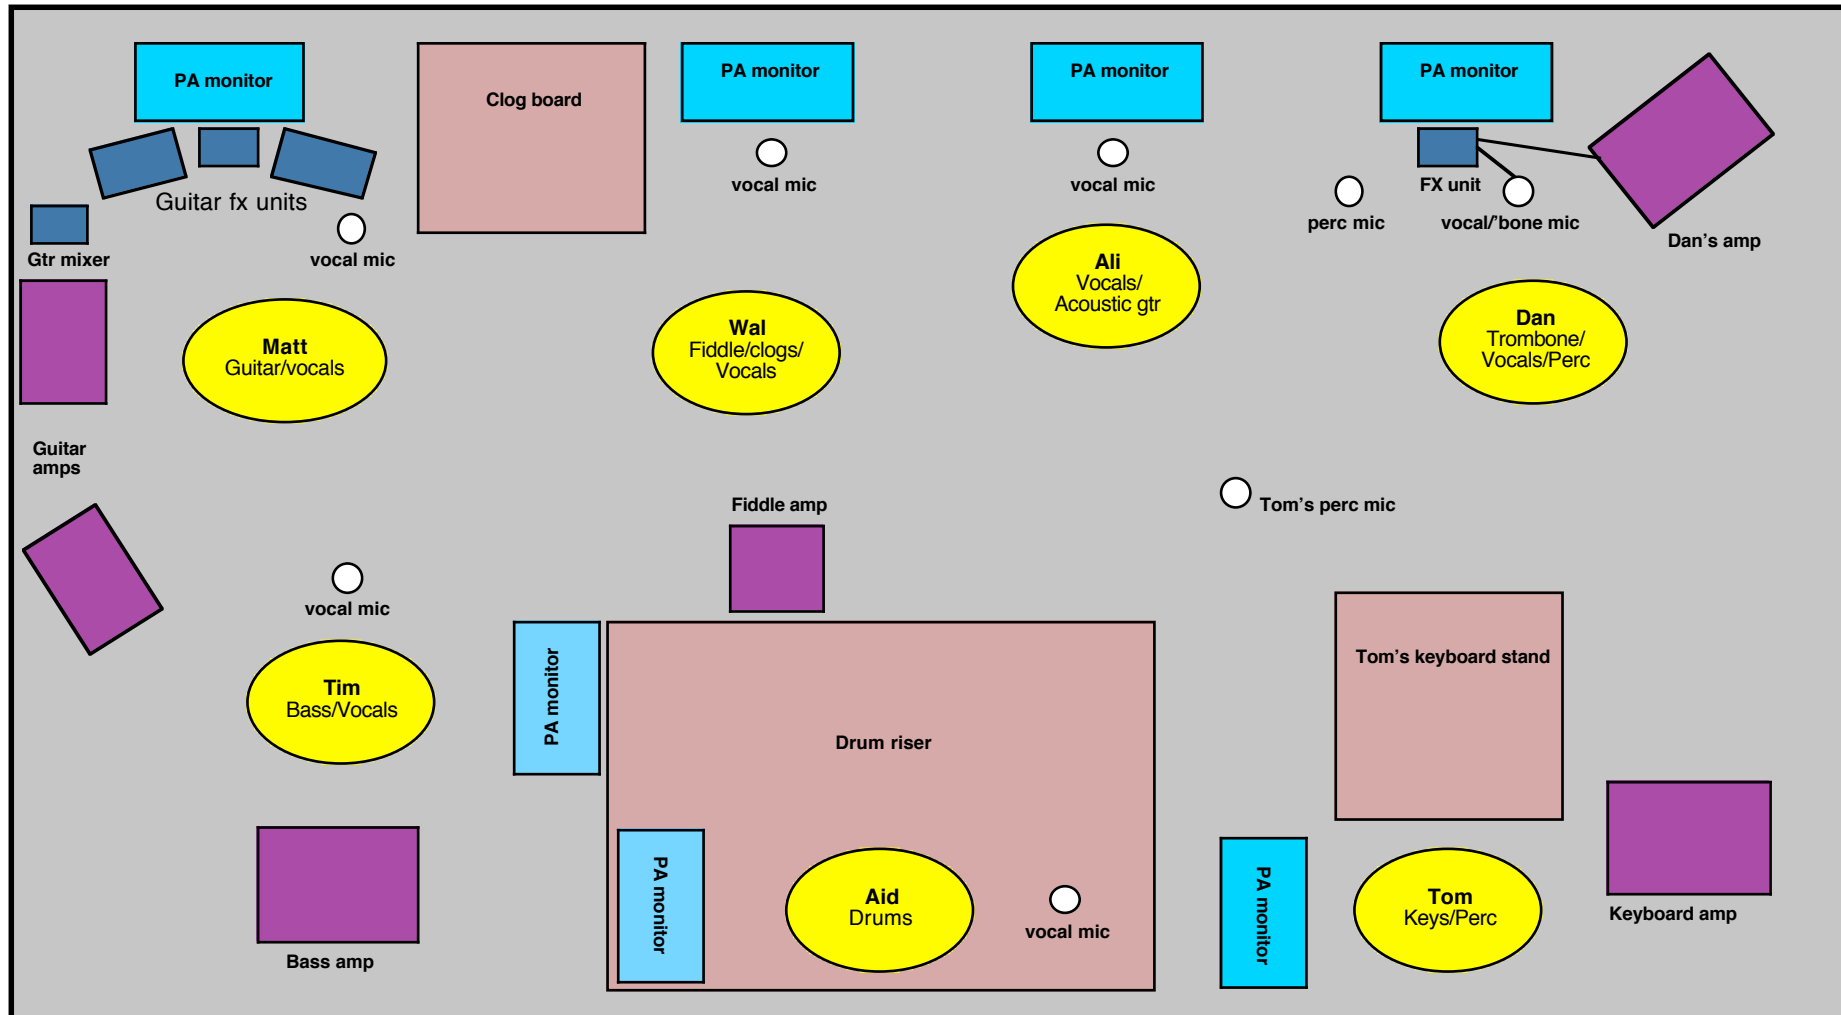 PA monitor
Clog board
PA monitor
PA monitor
PA monitor
Guitar fx units
vocal mic
vocal mic
FX unit
perc mic
vocal/'bone mic
Dan’s amp
Gtr mixer
vocal mic
Matt
Guitar/vocals
Wal
Fiddle/clogs/
Vocals
Ali
Vocals/
Acoustic gtr
Dan
Trombone/
Vocals/Perc
Guitar
amps
Fiddle amp
Tom’s perc mic
vocal mic
Tim
Bass/Vocals
PA monitor
Drum riser
Tom’s keyboard stand
Bass amp
PA monitor
Aid
Drums
vocal mic
PA monitor
Tom
Keys/Perc
Keyboard amp